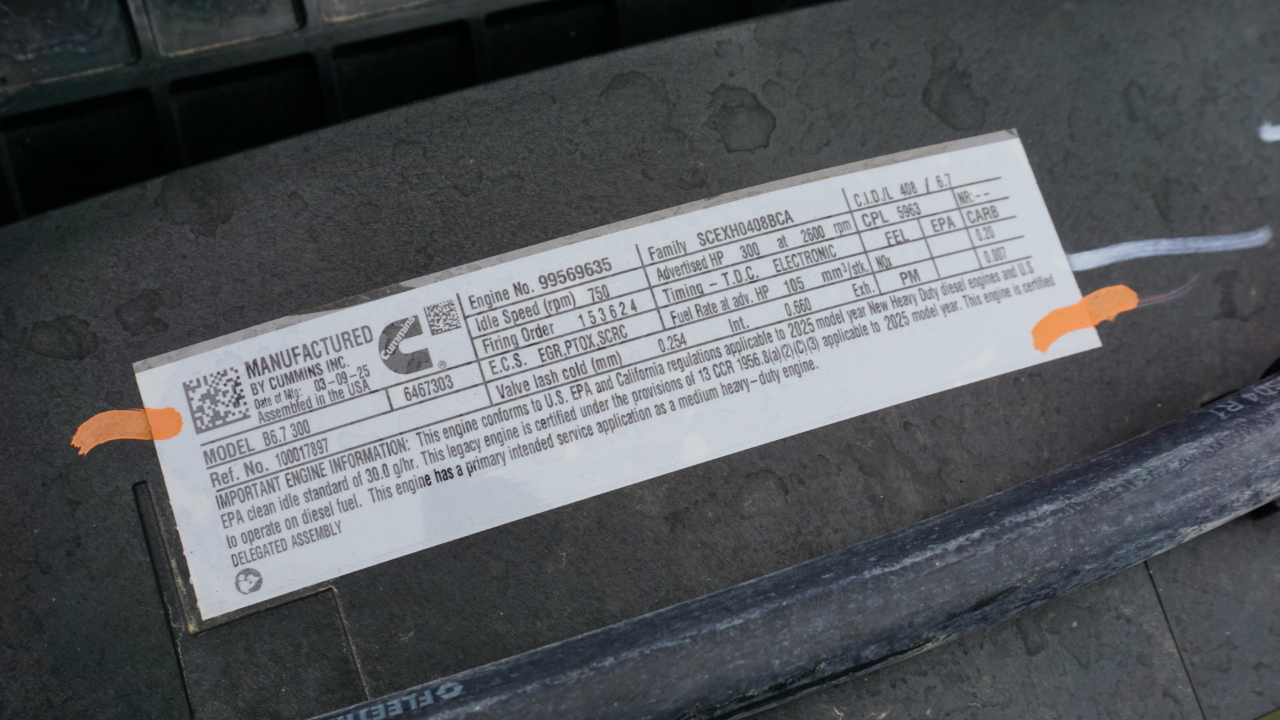 MANUFACTURED
BY CUMMINS INC.
Date of Mfg: 03-09-25
Assembled in the USA
Cummins
®
6467303
MODEL B6.7 300
Ref. No. 100017897
Engine No. 99569635
Idle Speed (rpm) 750
Firing Order 1 5 3 6 2 4
E.C.S. EGR,PTOX,SCRC
Valve lash cold (mm) 0.254 Int. 0.660 Exh.
Family SCEXH0408BCA
Advertised HP 300 at 2600 rpm
Timing - T.D.C. ELECTRONIC
Fuel Rate at adv. HP 105 mm³/stk.
C.I.D./L 408 / 6.7
CPL 5963 NR: --
FEL EPA CARB
NOx 0.20
PM 0.007
IMPORTANT ENGINE INFORMATION: This engine conforms to U.S. EPA and California regulations applicable to 2025 model year New Heavy Duty diesel engines and U.S
EPA clean idle standard of 30.0 g/hr. This legacy engine is certified under the provisions of 13 CCR 1956.8(a)(2)(C)(3) applicable to 2025 model year. This engine is certified
to operate on diesel fuel. This engine has a primary intended service application as a medium heavy-duty engine.
DELEGATED ASSEMBLY